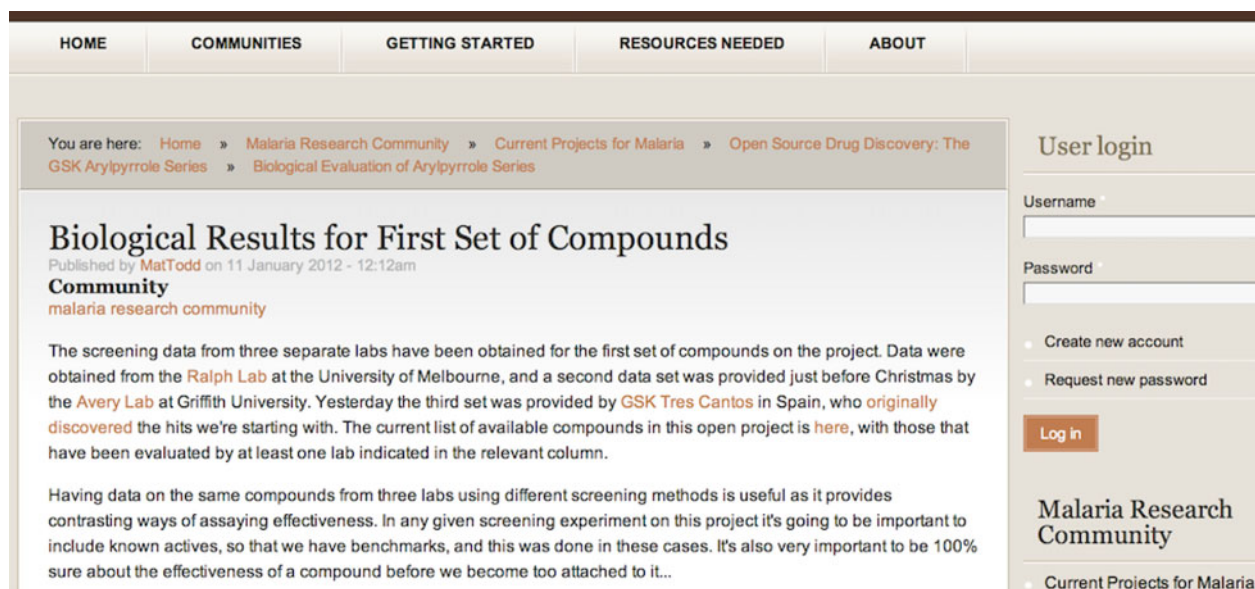 HOME COMMUNITIES GETTING STARTED RESOURCES NEEDED ABOUT
You are here: Home » Malaria Research Community » Current Projects for Malaria » Open Source Drug Discovery: The
GSK Arylpyrrole Series » Biological Evaluation of Arylpyrrole Series
Biological Results for First Set of Compounds
Published by MatTodd on 11 January 2012 - 12:12am
Community
malaria research community
The screening data from three separate labs have been obtained for the first set of compounds on the project. Data were
obtained from the Ralph Lab at the University of Melbourne, and a second data set was provided just before Christmas by
the Avery Lab at Griffith University. Yesterday the third set was provided by GSK Tres Cantos in Spain, who originally
discovered the hits we're starting with. The current list of available compounds in this open project is here, with those that
have been evaluated by at least one lab indicated in the relevant column.
Having data on the same compounds from three labs using different screening methods is useful as it provides
contrasting ways of assaying effectiveness. In any given screening experiment on this project it's going to be important to
include known actives, so that we have benchmarks, and this was done in these cases. It's also very important to be 100%
sure about the effectiveness of a compound before we become too attached to it...
User login
Username *
Password *
Create new account
Request new password
Log in
Malaria Research
Community
Current Projects for Malaria